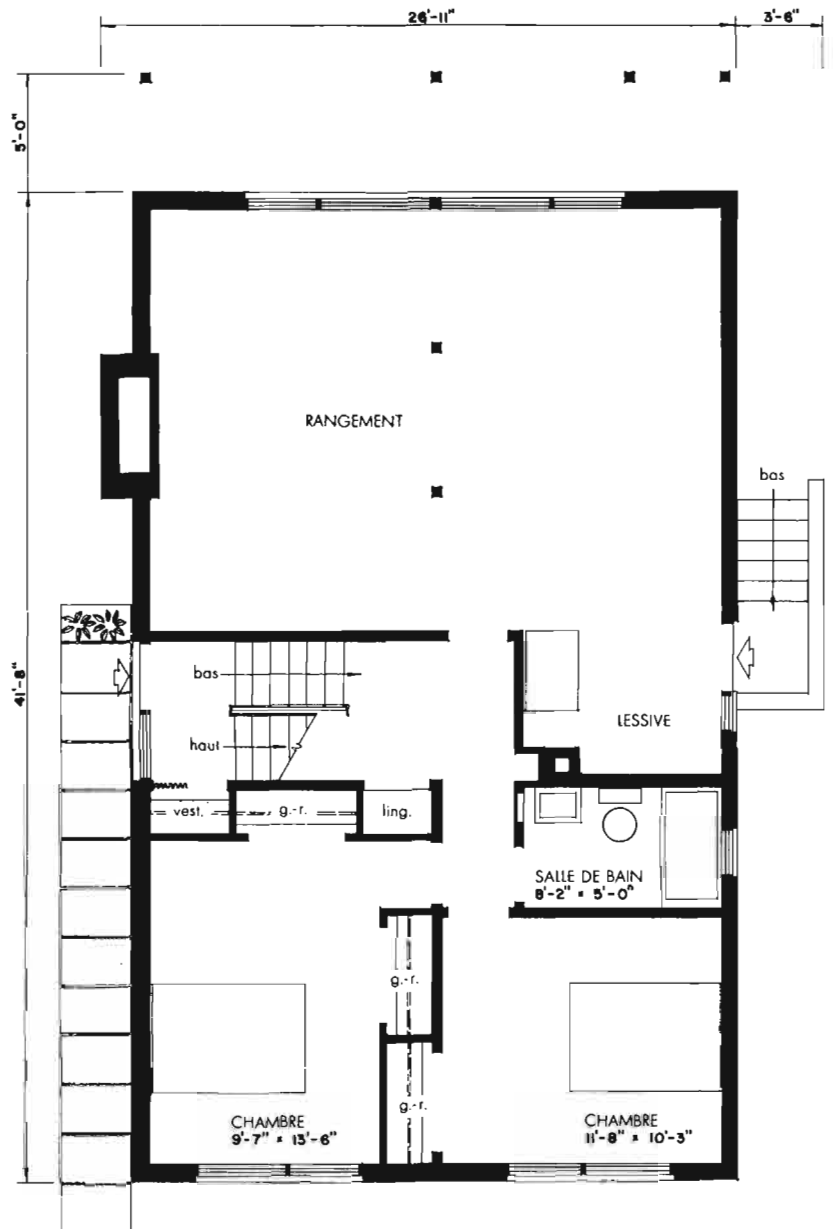 26'-11"
3'-6"
5'-0"
RANGEMENT
bas
41'-8"
bas
LESSIVE
haut
vest.
g.-r.
ling.
SALLE DE BAIN
8'-2" x 5'-0"
g.-r.
g.-r.
CHAMBRE
9'-7" x 13'-6"
CHAMBRE
11'-8" x 10'-3"